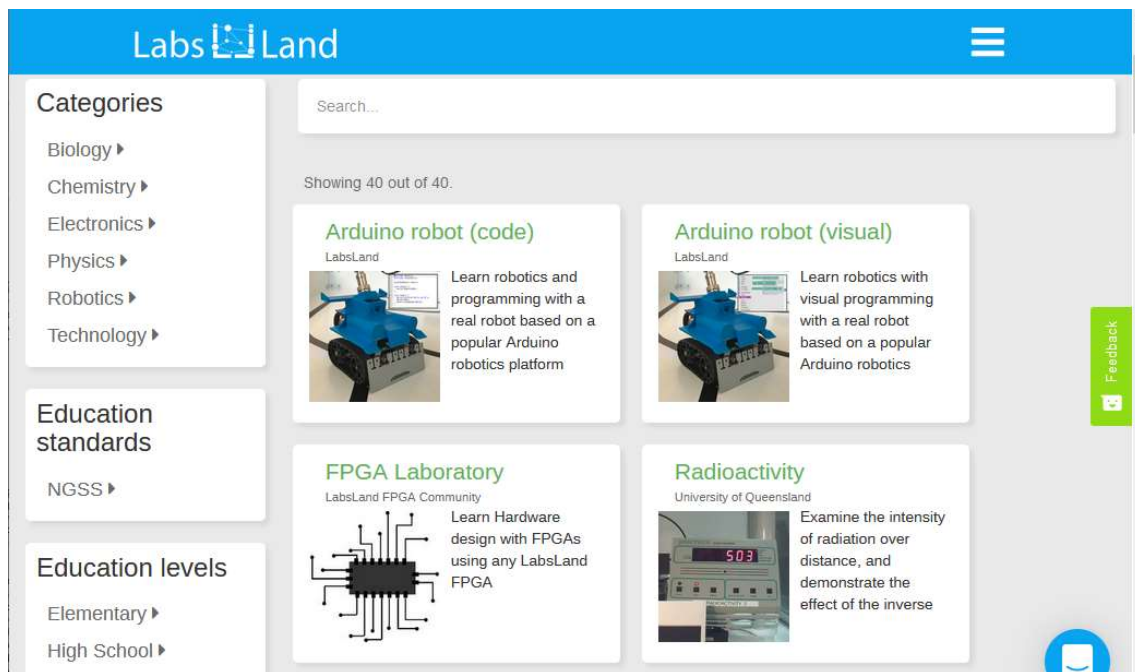 Labs Land
Categories
Biology
Chemistry
Electronics
Physics
Robotics
Technology
Education
standards
NGSS
Education levels
Elementary
High School
Search...
Showing 40 out of 40.
Arduino robot (code)
LabsLand
Learn robotics and
programming with a
real robot based on a
popular Arduino
robotics platform
Arduino robot (visual)
LabsLand
Learn robotics with
visual programming
with a real robot
based on a popular
Arduino robotics
FPGA Laboratory
LabsLand FPGA Community
Learn Hardware
design with FPGAs
using any LabsLand
FPGA
Radioactivity
University of Queensland
503
Examine the intensity
of radiation over
distance, and
demonstrate the
effect of the inverse
Feedback